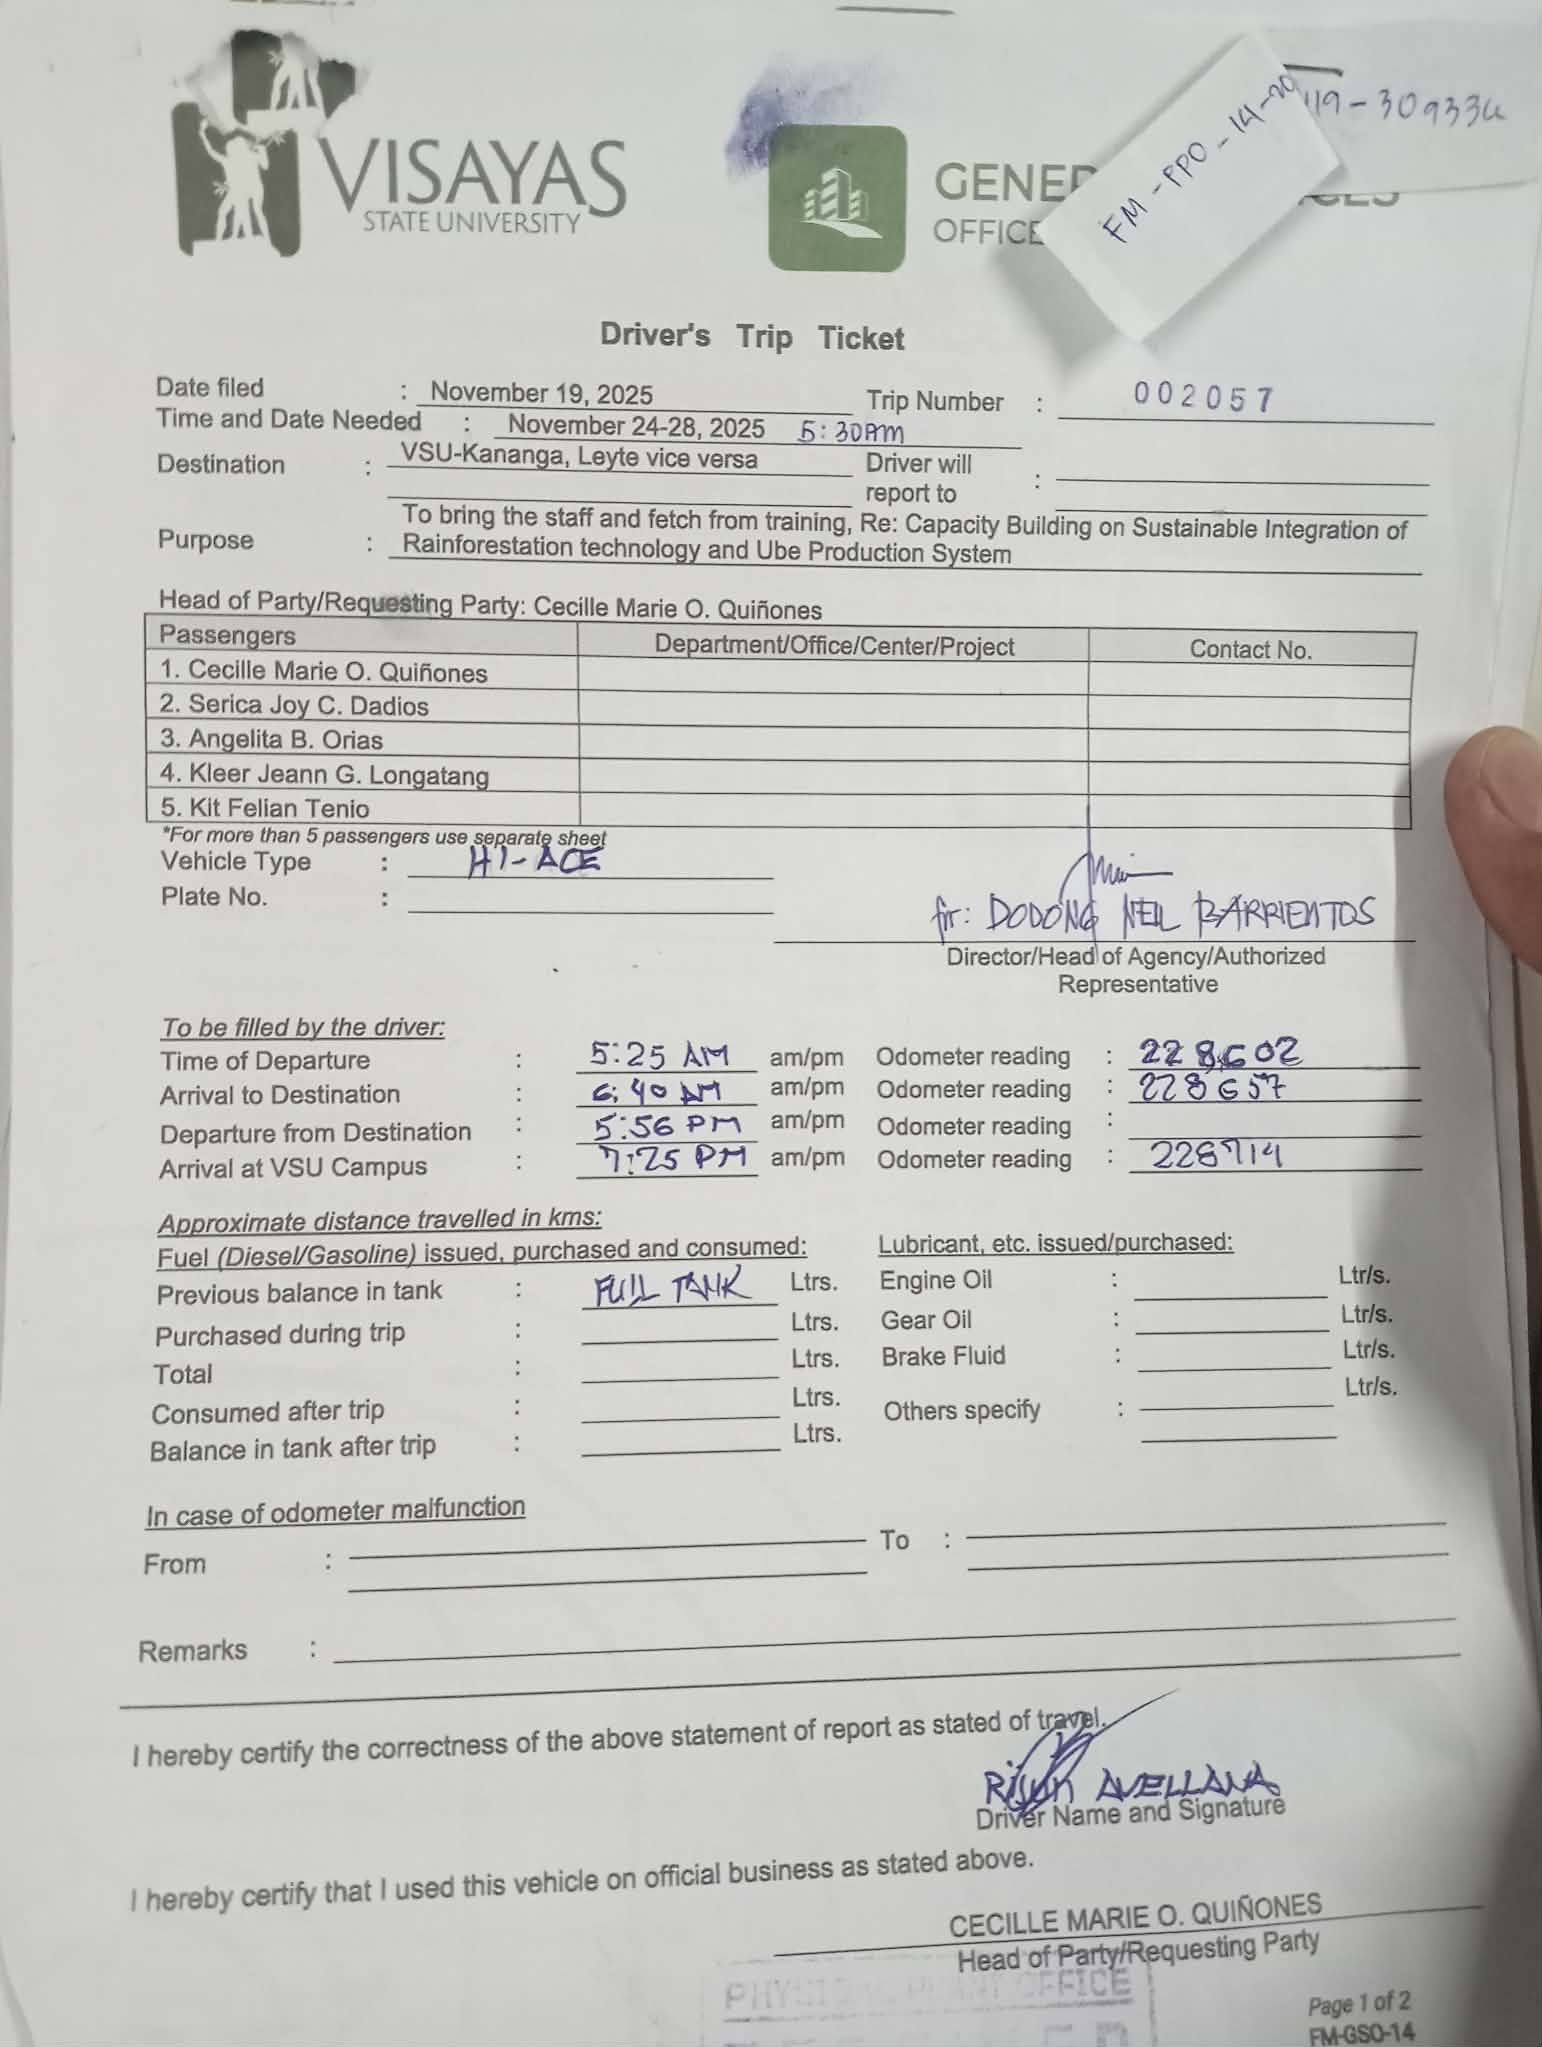 VISAYAS
STATE UNIVERSITY
OFFICE
FM-PPO-14-20
119-309334
Driver's Trip Ticket
Date filed : November 19, 2025 Trip Number : 002057
Time and Date Needed : November 24-28, 2025 5:30AM
Destination : VSU-Kananga, Leyte vice versa Driver will report to :
Purpose : To bring the staff and fetch from training, Re: Capacity Building on Sustainable Integration of
Rainforestation technology and Ube Production System
Head of Party/Requesting Party: Cecille Marie O. Quiñones
Passengers Department/Office/Center/Project Contact No.
1. Cecille Marie O. Quiñones
2. Serica Joy C. Dadios
3. Angelita B. Orias
4. Kleer Jeann G. Longatang
5. Kit Felian Tenio
*For more than 5 passengers use separate sheet
Vehicle Type : HI-ACE
Plate No. :
for: DODONG NEIL BARRIENTOS
Director/Head of Agency/Authorized
Representative
To be filled by the driver:
Time of Departure : 5:25 AM am/pm Odometer reading : 228602
Arrival to Destination : 6:40 AM am/pm Odometer reading : 228657
Departure from Destination : 5:56 PM am/pm Odometer reading :
Arrival at VSU Campus : 7:25 PM am/pm Odometer reading : 228714
Approximate distance travelled in kms:
Fuel (Diesel/Gasoline) issued, purchased and consumed: Lubricant, etc. issued/purchased:
Previous balance in tank : FULL TANK Ltrs. Engine Oil : Ltr/s.
Purchased during trip : Ltrs. Gear Oil : Ltr/s.
Total : Ltrs. Brake Fluid : Ltr/s.
Consumed after trip : Ltrs. Others specify : Ltr/s.
Balance in tank after trip : Ltrs.
In case of odometer malfunction
From : To :
Remarks :
I hereby certify the correctness of the above statement of report as stated of travel.
AVELLANA
Driver Name and Signature
I hereby certify that I used this vehicle on official business as stated above.
CECILLE MARIE O. QUIÑONES
Head of Party/Requesting Party
PLANT OFFICE
Page 1 of 2
FM-GSO-14